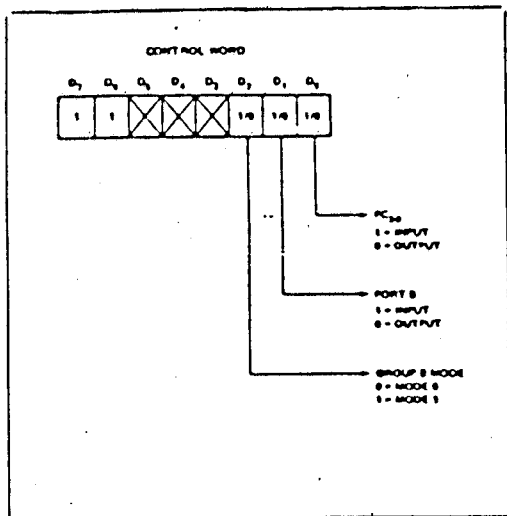 CONTROL WORD
D7 D6 D5 D4 D3 D2 D1 D0
1 1 1/0 1/0 1/0
PC2-0
1 = INPUT
0 = OUTPUT
PORT B
1 = INPUT
0 = OUTPUT
GROUP B MODE
0 = MODE 0
1 = MODE 1